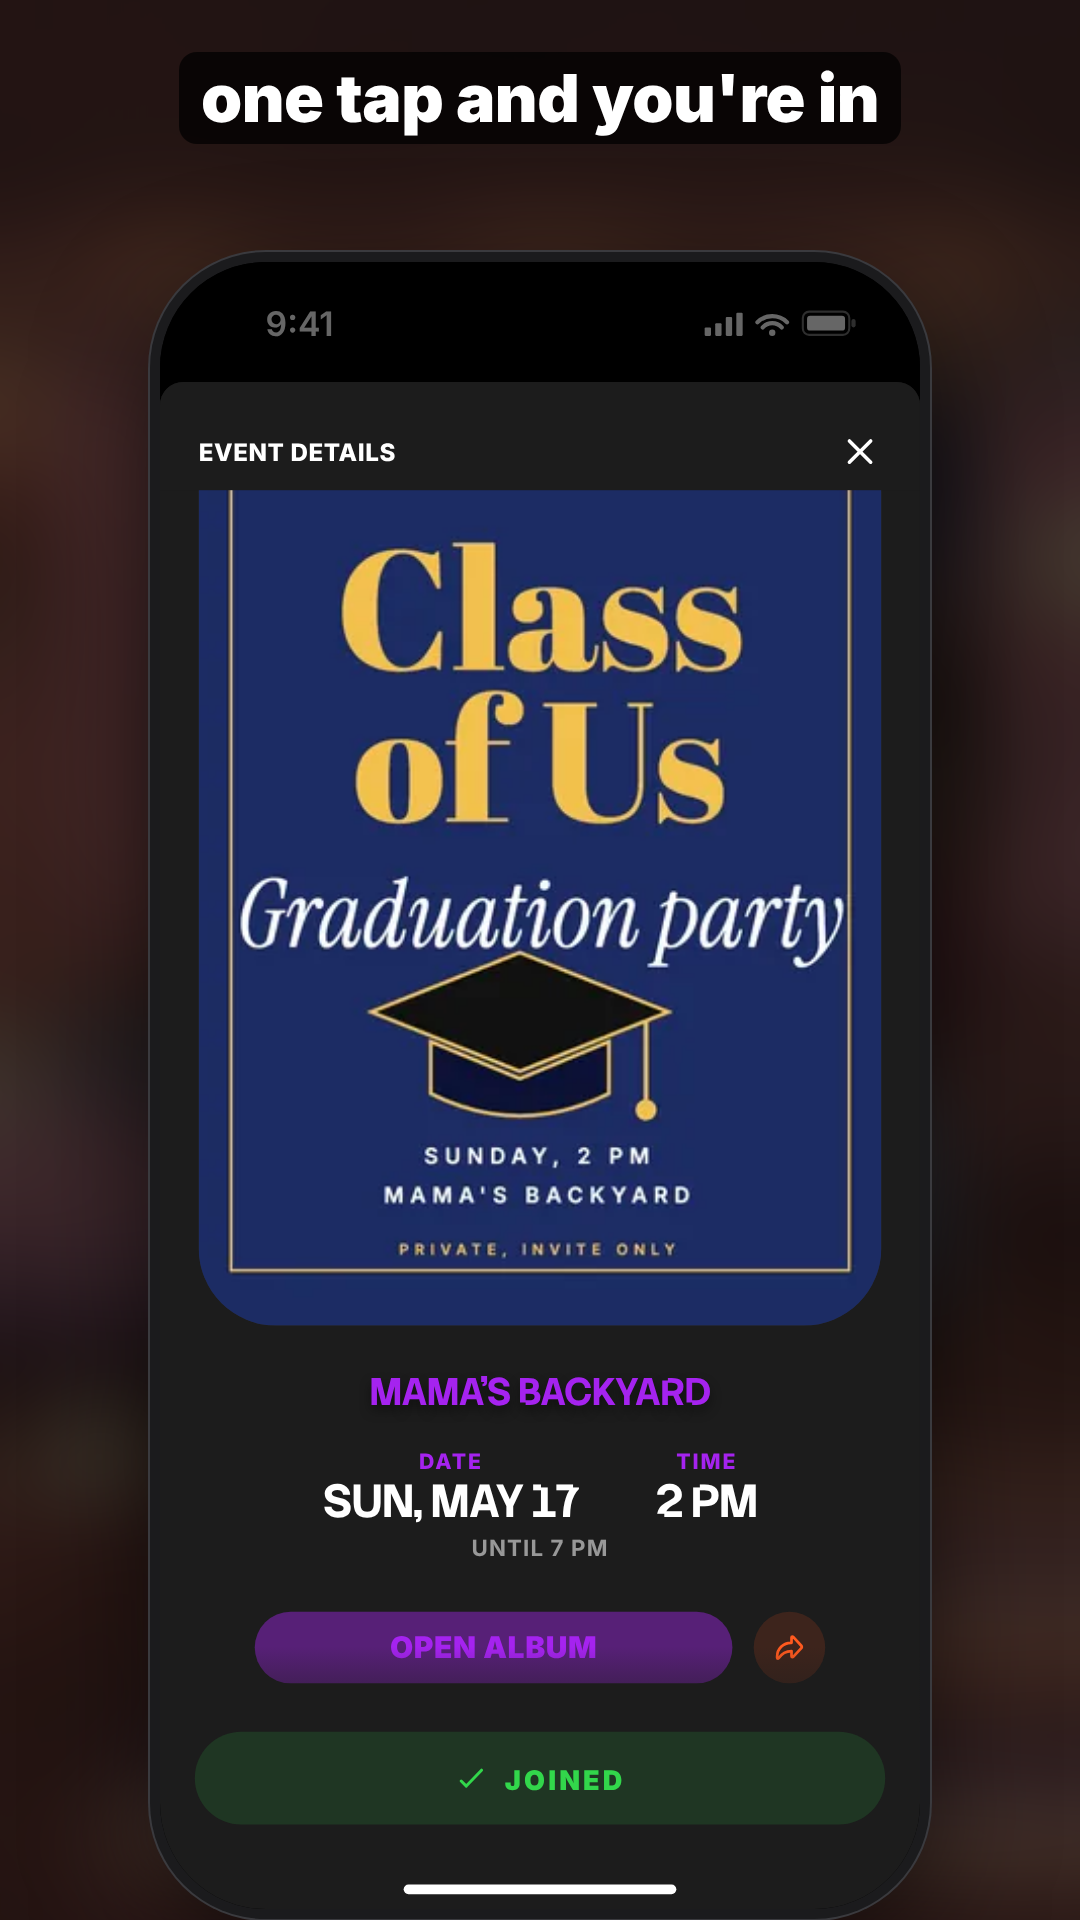 one tap and you're in
9:41
EVENT DETAILS
Class
of Us
Graduation party
SUNDAY, 2 PM
MAMA'S BACKYARD
PRIVATE, INVITE ONLY
MAMA’S BACKYARD
DATE
SUN, MAY 17
TIME
2 PM
UNTIL 7 PM
OPEN ALBUM
JOINED